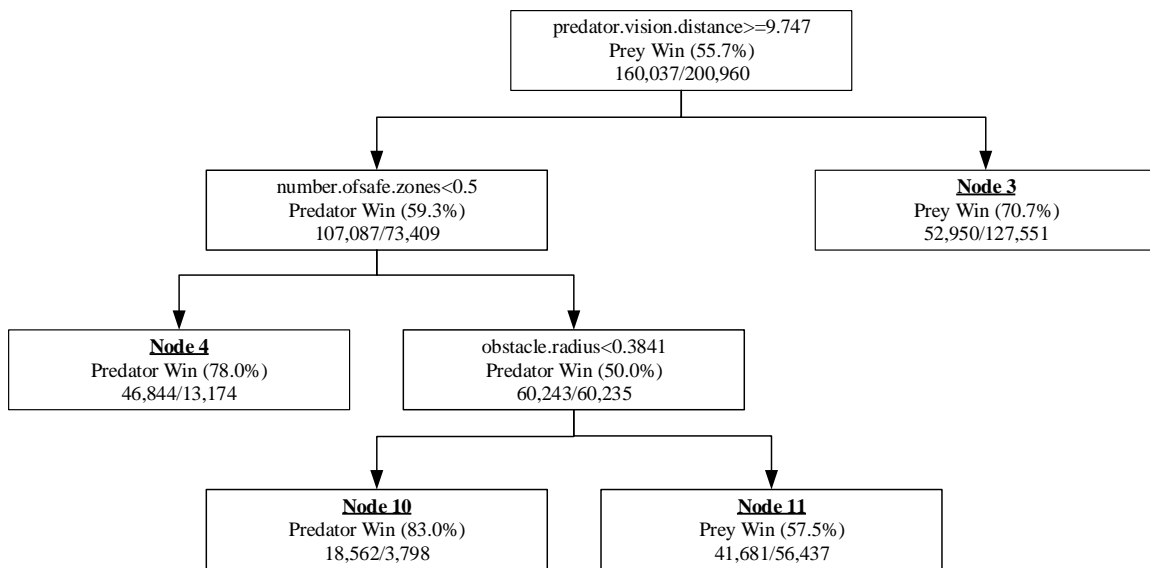 predator.vision.distance>=9.747
Prey Win (55.7%)
160,037/200,960
number.ofsafe.zones<0.5
Predator Win (59.3%)
107,087/73,409
Node 3
Prey Win (70.7%)
52,950/127,551
Node 4
Predator Win (78.0%)
46,844/13,174
obstacle.radius<0.3841
Predator Win (50.0%)
60,243/60,235
Node 10
Predator Win (83.0%)
18,562/3,798
Node 11
Prey Win (57.5%)
41,681/56,437